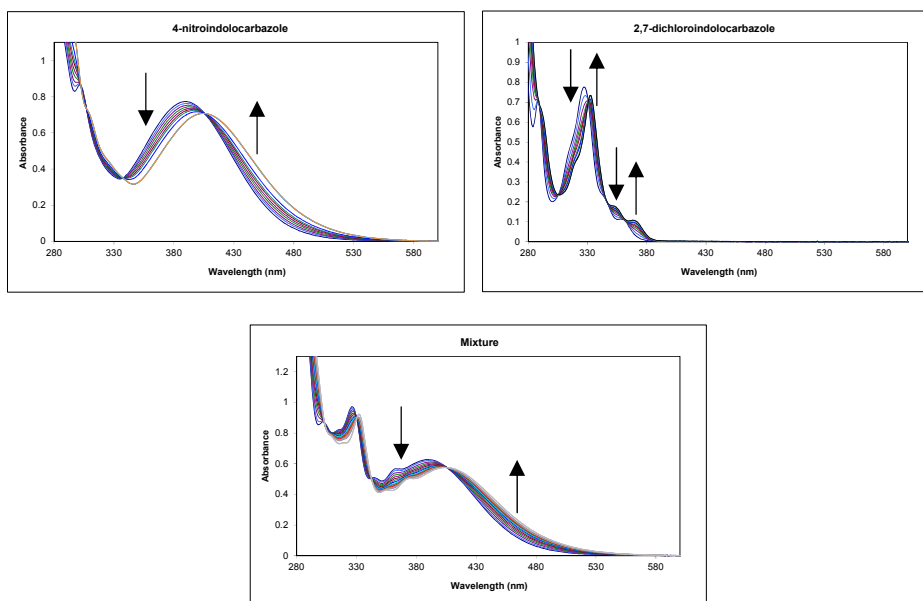 4-nitroindolocarbazole
1
0.8
0.6
0.4
0.2
0
Absorbance
280 330 380 430 480 530 580
Wavelength (nm)
2,7-dichloroindolocarbazole
1
0.9
0.8
0.7
0.6
0.5
0.4
0.3
0.2
0.1
0
Absorbance
280 330 380 430 480 530 580
Wavelength (nm)
Mixture
1.2
1
0.8
0.6
0.4
0.2
0
Absorbance
280 330 380 430 480 530 580
Wavelength (nm)